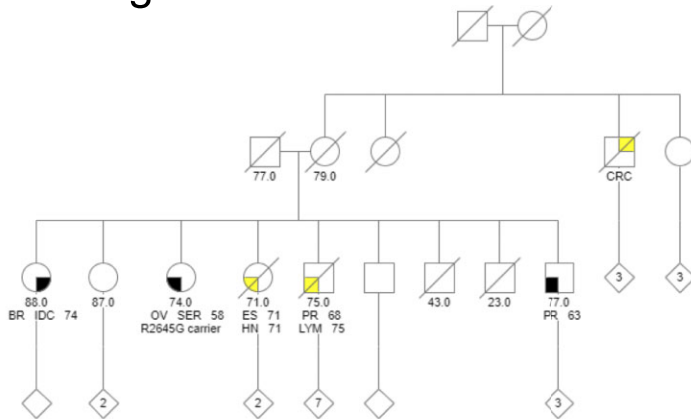 77.0 79.0 CRC
3 3
88.0 87.0 74.0 71.0 75.0 43.0 23.0 77.0
BR IDC 74 OV SER 58 ES 71 PR 68 PR 63
R2645G carrier HN 71 LYM 75
2 2 7 3